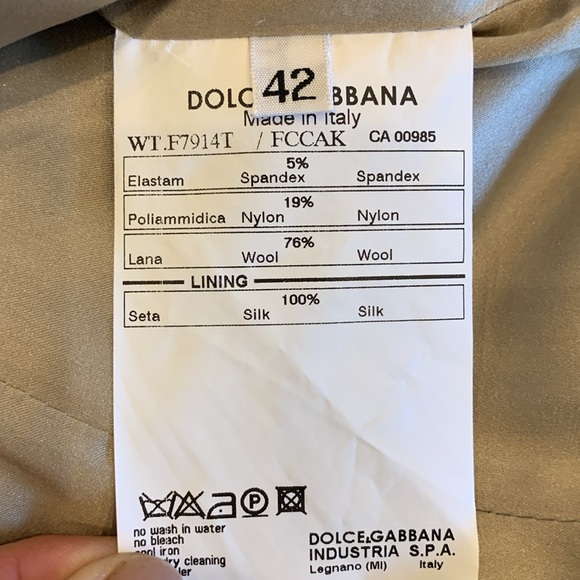 42
DOLC BBANA
Made in Italy
WT.F7914T / FCCAK CA 00985
5%
Elastam Spandex Spandex
19%
Poliammidica Nylon Nylon
76%
Lana Wool Wool
LINING
100%
Seta Silk Silk
P
no wash in water
no bleach
cool iron
dry cleaning
DOLCE&GABBANA
INDUSTRIA S.P.A.
Legnano (MI) Italy